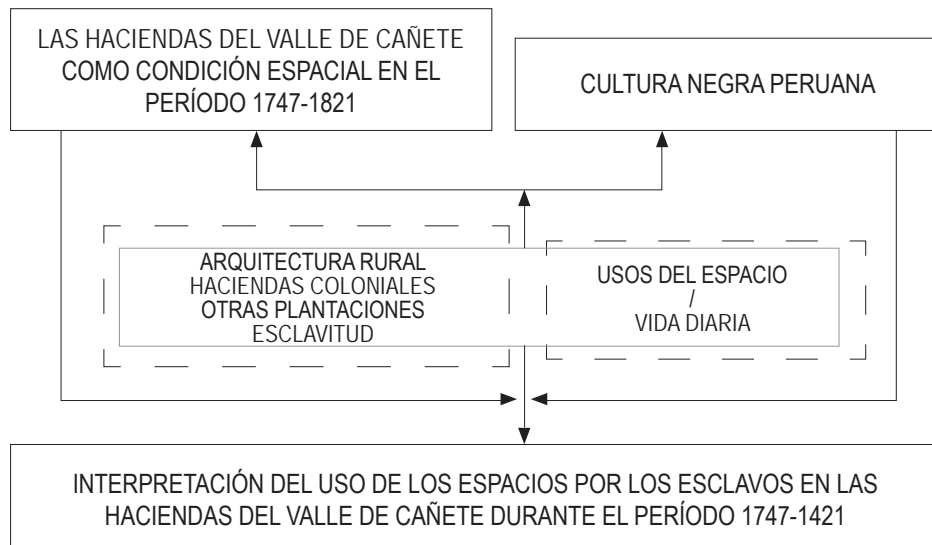 LAS HACIENDAS DEL VALLE DE CAÑETE
COMO CONDICIÓN ESPACIAL EN EL
PERÍODO 1747-1821
CULTURA NEGRA PERUANA
ARQUITECTURA RURAL
HACIENDAS COLONIALES
OTRAS PLANTACIONES
ESCLAVITUD
USOS DEL ESPACIO
/
VIDA DIARIA
INTERPRETACIÓN DEL USO DE LOS ESPACIOS POR LOS ESCLAVOS EN LAS
HACIENDAS DEL VALLE DE CAÑETE DURANTE EL PERÍODO 1747-1421